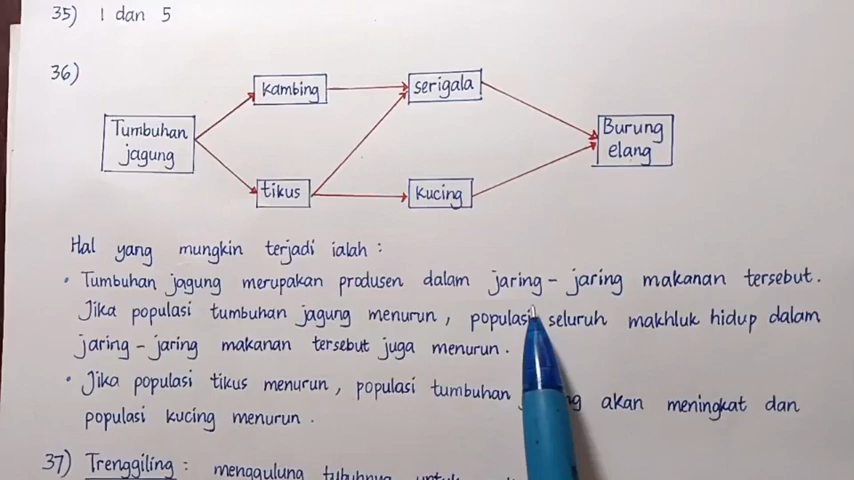 35) 1 dan 5
36)
kambing
serigala
Tumbuhan
jagung
Burung
elang
tikus
kucing
Hal yang mungkin terjadi ialah :
• Tumbuhan jagung merupakan produsen dalam jaring - jaring makanan tersebut.
Jika populasi tumbuhan jagung menurun, populasi seluruh makhluk hidup dalam
jaring - jaring makanan tersebut juga menurun.
• Jika populasi tikus menurun, populasi tumbuhan akan meningkat dan
populasi kucing menurun.
37) Trenggiling : menggulung tubuhnya untuk